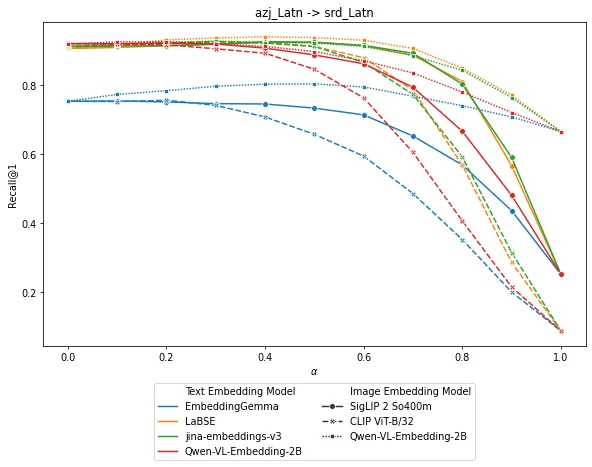 azj_Latn -> srd_Latn
Recall@1
0.8
0.6
0.4
0.2
0.0 0.2 0.4 0.6 0.8 1.0
α
Text Embedding Model Image Embedding Model
EmbeddingGemma SigLIP 2 So400m
LaBSE CLIP ViT-B/32
jina-embeddings-v3 Qwen-VL-Embedding-2B
Qwen-VL-Embedding-2B